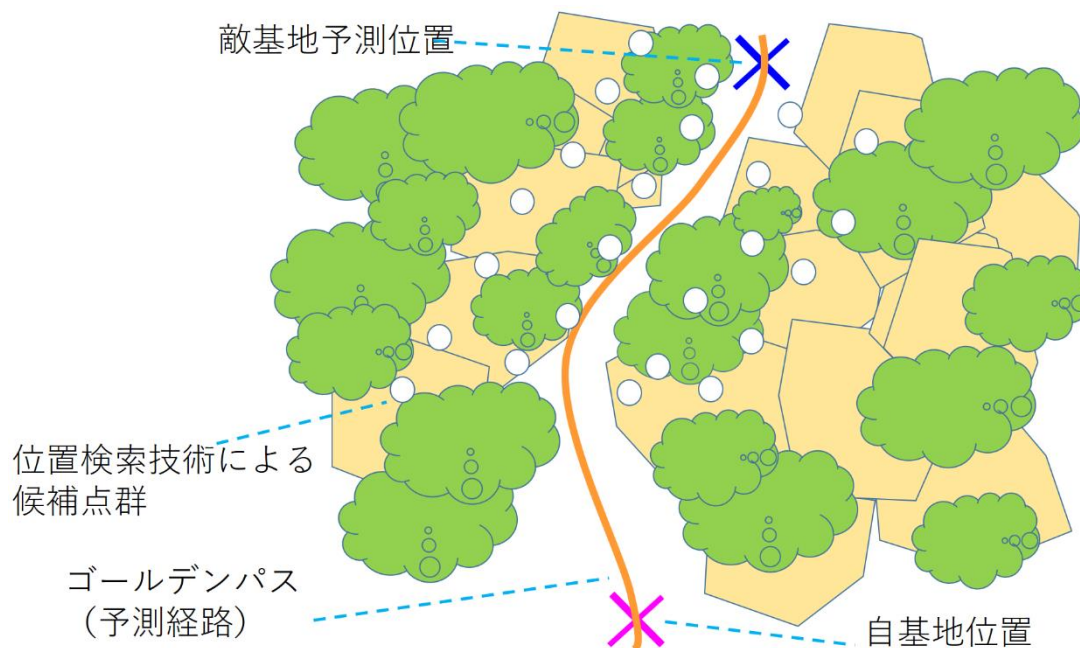 敵基地予測位置
位置検索技術による
候補点群
ゴールデンパス
（予測経路）
自基地位置